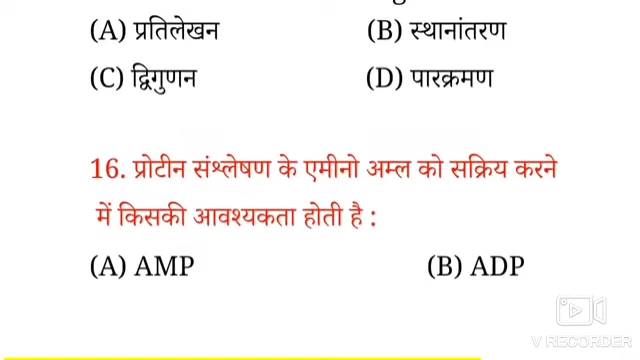 (A) प्रतिलेखन (B) स्थानांतरण
(C) द्विगुणन (D) पारक्रमण
16. प्रोटीन संश्लेषण के एमीनो अम्ल को सक्रिय करने
में किसकी आवश्यकता होती है :
(A) AMP (B) ADP
V RECORDER